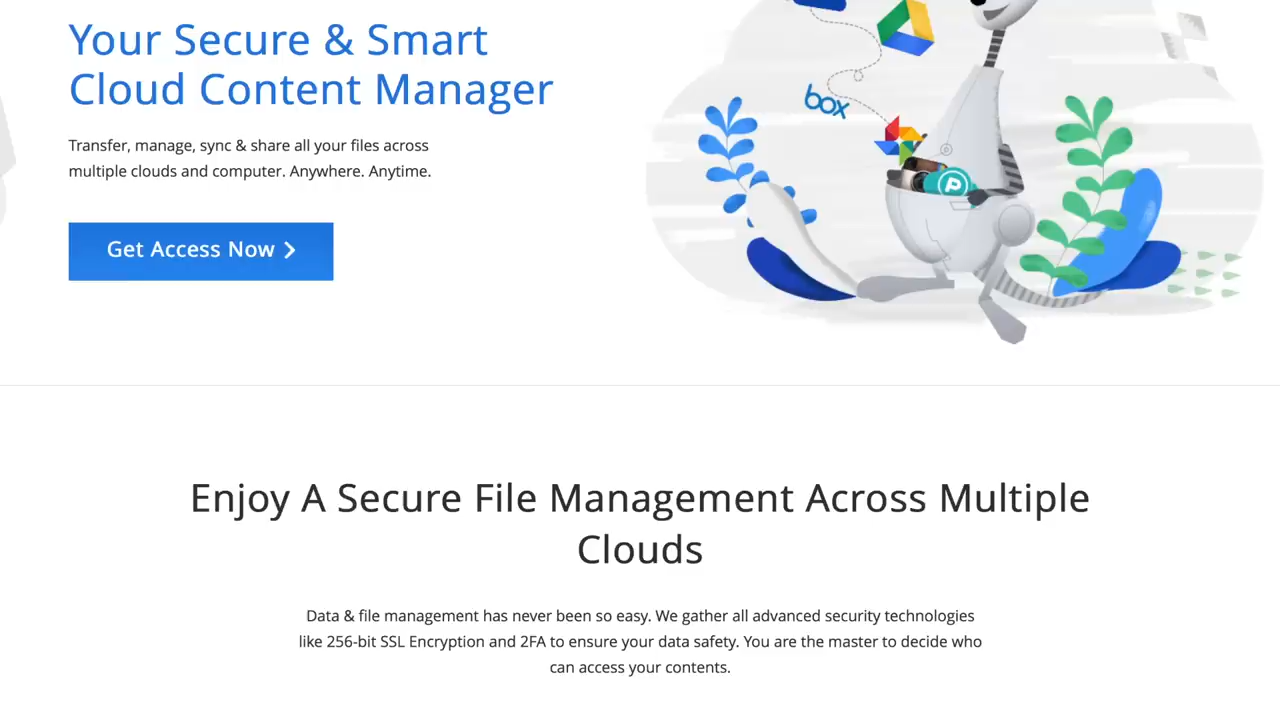 Your Secure & Smart
Cloud Content Manager
Transfer, manage, sync & share all your files across
multiple clouds and computer. Anywhere. Anytime.
Get Access Now
box
P
Enjoy A Secure File Management Across Multiple
Clouds
Data & file management has never been so easy. We gather all advanced security technologies
like 256-bit SSL Encryption and 2FA to ensure your data safety. You are the master to decide who
can access your contents.